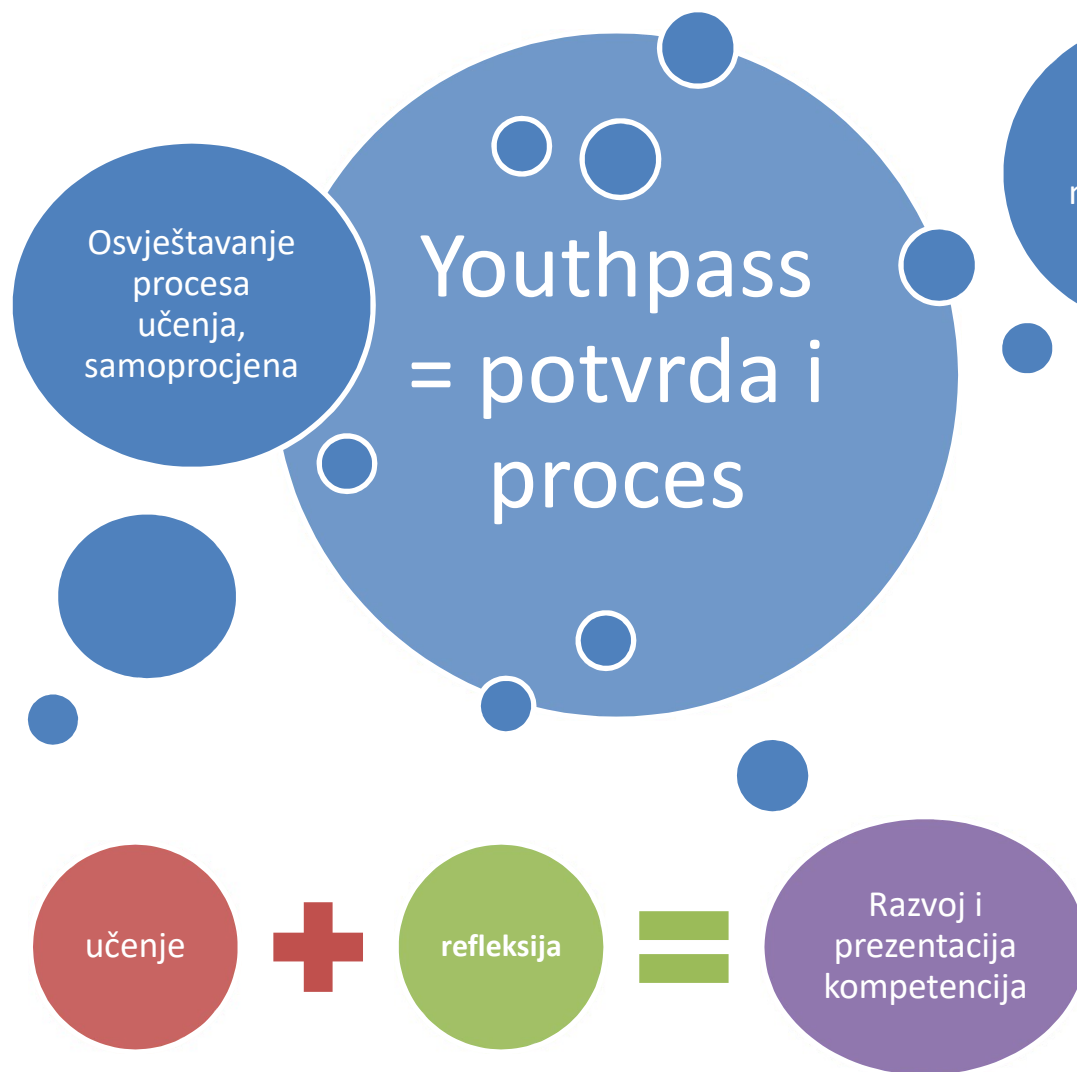 Osvještavanje
procesa
učenja,
samoprocjena
Youthpass
= potvrda i
proces
učenje
refleksija
Razvoj i
prezentacija
kompetencija